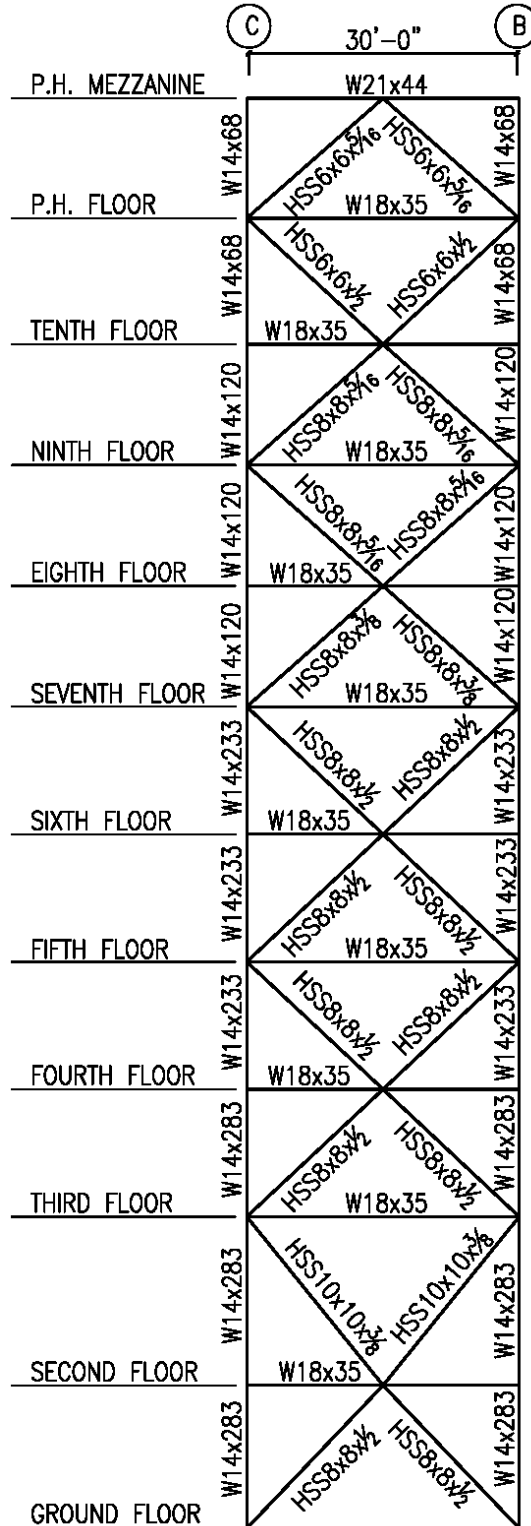 C B
30'-0"
P.H. MEZZANINE W21x44
W14x68 HSS6x6x5/16 HSS6x6x5/16 W14x68
P.H. FLOOR W18x35
W14x68 HSS6x6x1/2 HSS6x6x1/2 W14x68
TENTH FLOOR W18x35
W14x120 HSS8x8x5/16 HSS8x8x5/16 W14x120
NINTH FLOOR W18x35
W14x120 HSS8x8x5/16 HSS8x8x5/16 W14x120
EIGHTH FLOOR W18x35
W14x120 HSS8x8x3/8 HSS8x8x3/8 W14x120
SEVENTH FLOOR W18x35
W14x233 HSS8x8x1/2 HSS8x8x1/2 W14x233
SIXTH FLOOR W18x35
W14x233 HSS8x8x1/2 HSS8x8x1/2 W14x233
FIFTH FLOOR W18x35
W14x233 HSS8x8x1/2 HSS8x8x1/2 W14x233
FOURTH FLOOR W18x35
W14x283 HSS8x8x1/2 HSS8x8x1/2 W14x283
THIRD FLOOR W18x35
W14x283 HSS10x10x3/8 HSS10x10x3/8 W14x283
SECOND FLOOR W18x35
W14x283 HSS8x8x1/2 HSS8x8x1/2 W14x283
GROUND FLOOR